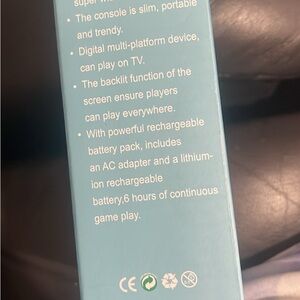 super
• The console is slim, portable
and trendy.
• Digital multi-platform device,
can play on TV.
• The backlit function of the
screen ensure players
can play everywhere.
• With powerful rechargeable
battery pack, includes
an AC adapter and a lithium-
ion rechargeable
battery,6 hours of continuous
game play.
CE